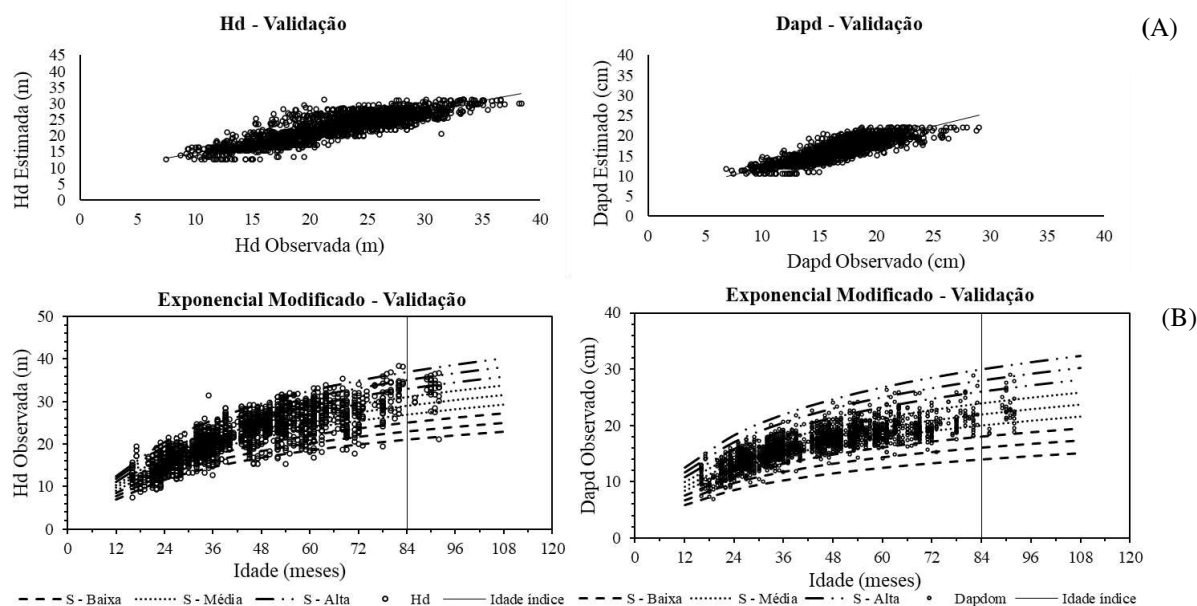 Hd - Validação
Hd Estimada (m)
45
40
35
30
25
20
15
10
5
0
0 5 10 15 20 25 30 35 40
Hd Observada (m)
Dapd - Validação
(A)
Dapd Estimado (cm)
40
35
30
25
20
15
10
5
0
0 5 10 15 20 25 30 35 40
Dapd Observado (cm)
Exponencial Modificado - Validação
Hd Observado (m)
50
40
30
20
10
0
0 12 24 36 48 60 72 84 96 108 120
Idade (meses)
S - Baixa S - Média S - Alta Hd Idade índice
Exponencial Modificado - Validação
(B)
Dapd Observado (cm)
40
30
20
10
0
0 12 24 36 48 60 72 84 96 108 120
Idade (meses)
S - Baixa S - Média S - Alta Dapdom Idade índice